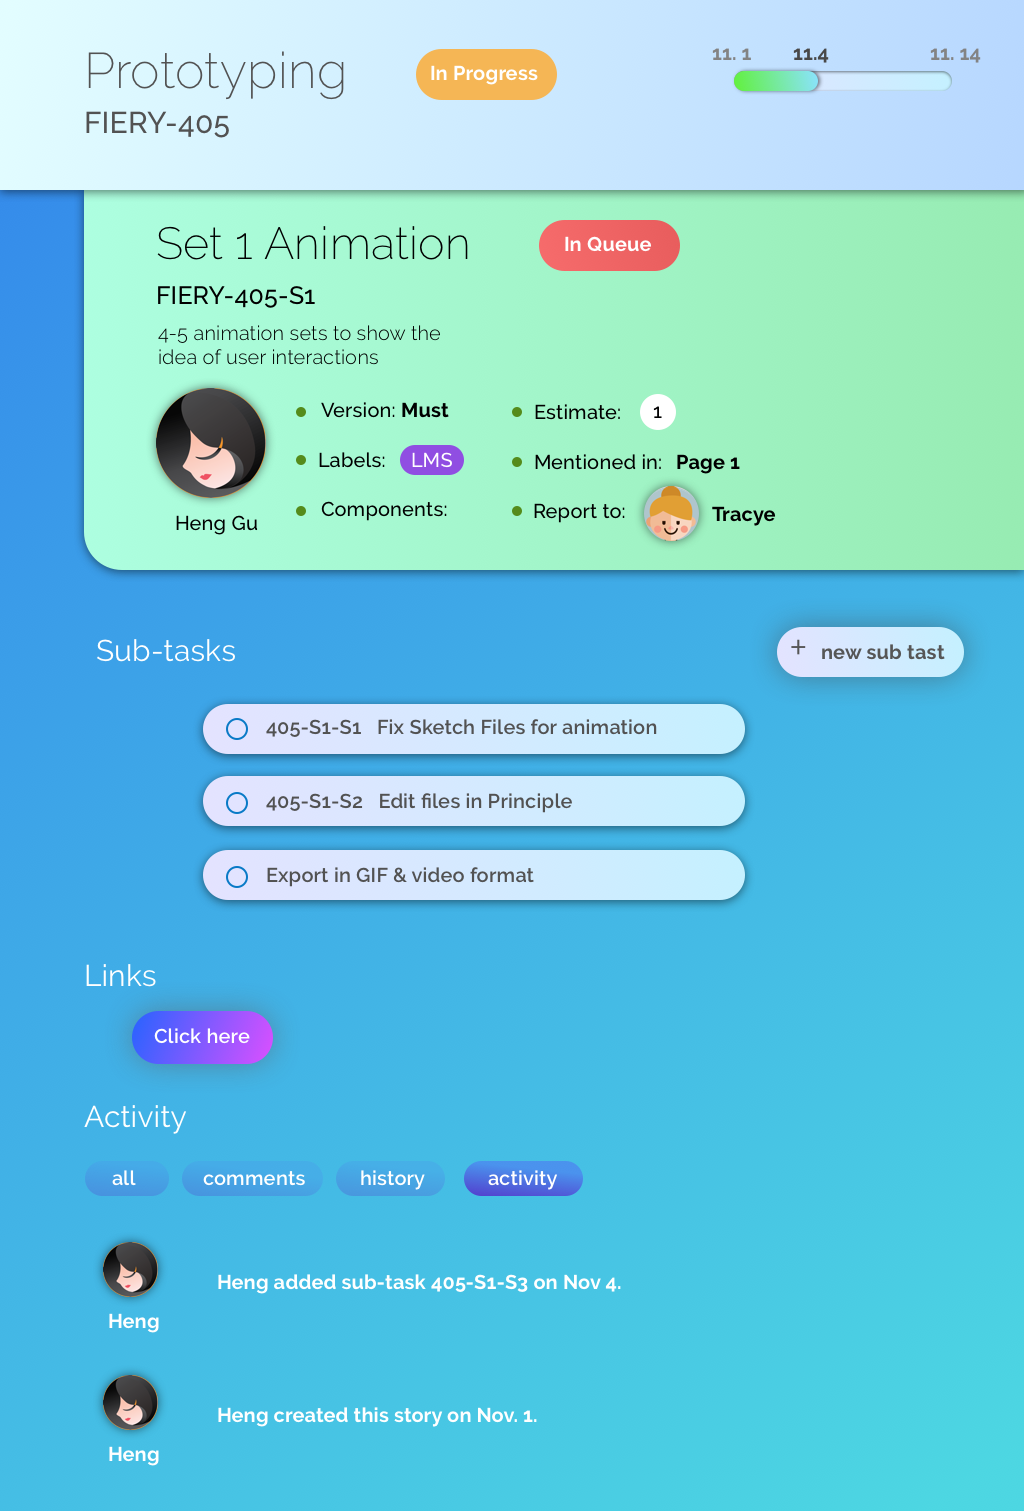 Prototyping
In Progress
11. 1 11.4 11. 14
FIERY-405
Set 1 Animation
In Queue
FIERY-405-S1
4-5 animation sets to show the
idea of user interactions
Heng Gu
Version: Must
Labels: LMS
Components:
Estimate: 1
Mentioned in: Page 1
Report to: Tracye
Sub-tasks
+ new sub tast
405-S1-S1 Fix Sketch Files for animation
405-S1-S2 Edit files in Principle
Export in GIF & video format
Links
Click here
Activity
all comments history activity
Heng added sub-task 405-S1-S3 on Nov 4.
Heng
Heng created this story on Nov. 1.
Heng